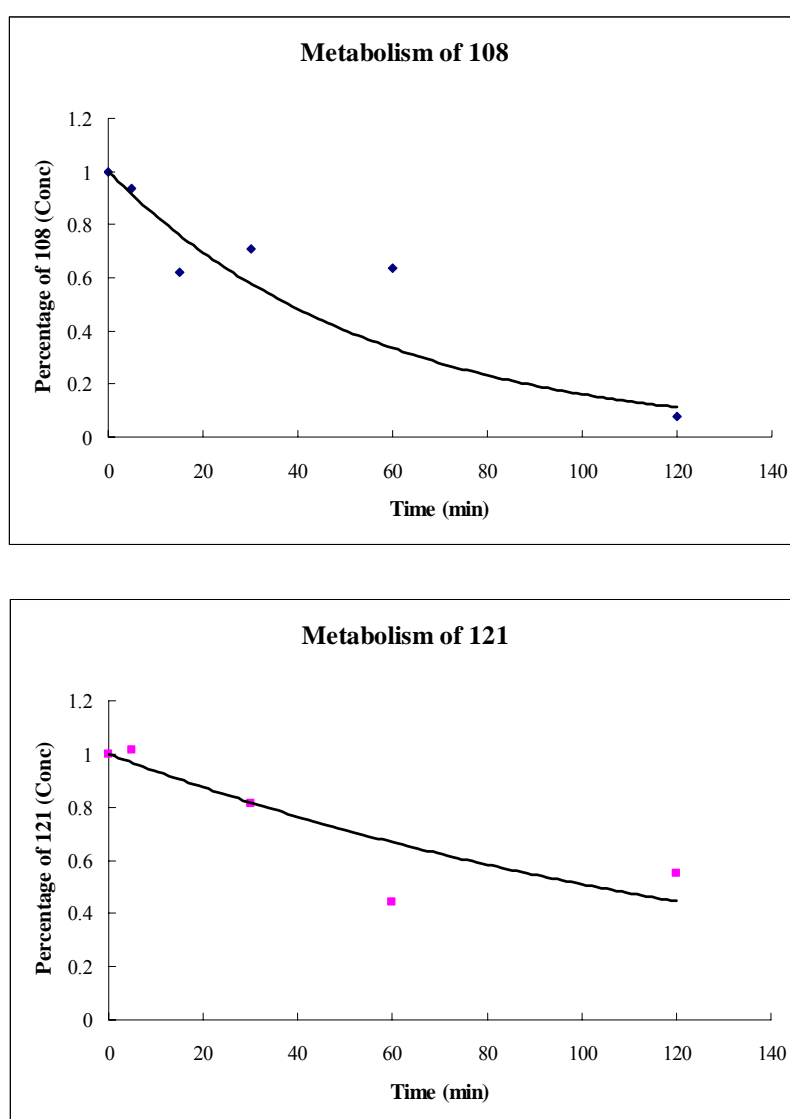 Metabolism of 108
1.2
1
0.8
0.6
0.4
0.2
0
Percentage of 108 (Conc)
0 20 40 60 80 100 120 140
Time (min)
Metabolism of 121
1.2
1
0.8
0.6
0.4
0.2
0
Percentage of 121 (Conc)
0 20 40 60 80 100 120 140
Time (min)